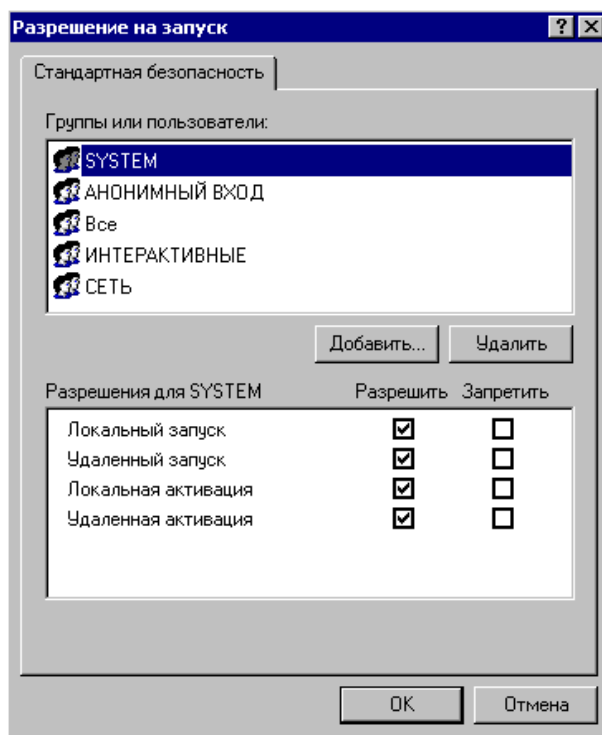 Разрешение на запуск
Стандартная безопасность
Группы или пользователи:
SYSTEM
АНОНИМНЫЙ ВХОД
Все
ИНТЕРАКТИВНЫЕ
СЕТЬ
Добавить... Удалить
Разрешения для SYSTEM Разрешить Запретить
Локальный запуск
Удаленный запуск
Локальная активация
Удаленная активация
OK Отмена